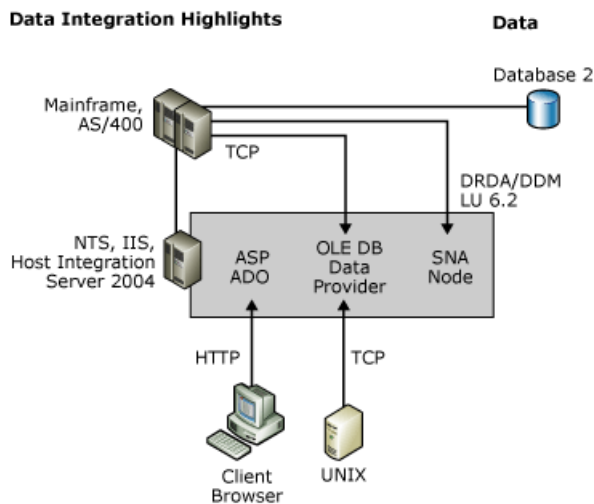 Data Integration Highlights
Data
Database 2
Mainframe,
AS/400
TCP
DRDA/DDM
LU 6.2
NTS, IIS,
Host Integration
Server 2004
ASP
ADO
OLE DB
Data
Provider
SNA
Node
HTTP
TCP
Client
Browser
UNIX